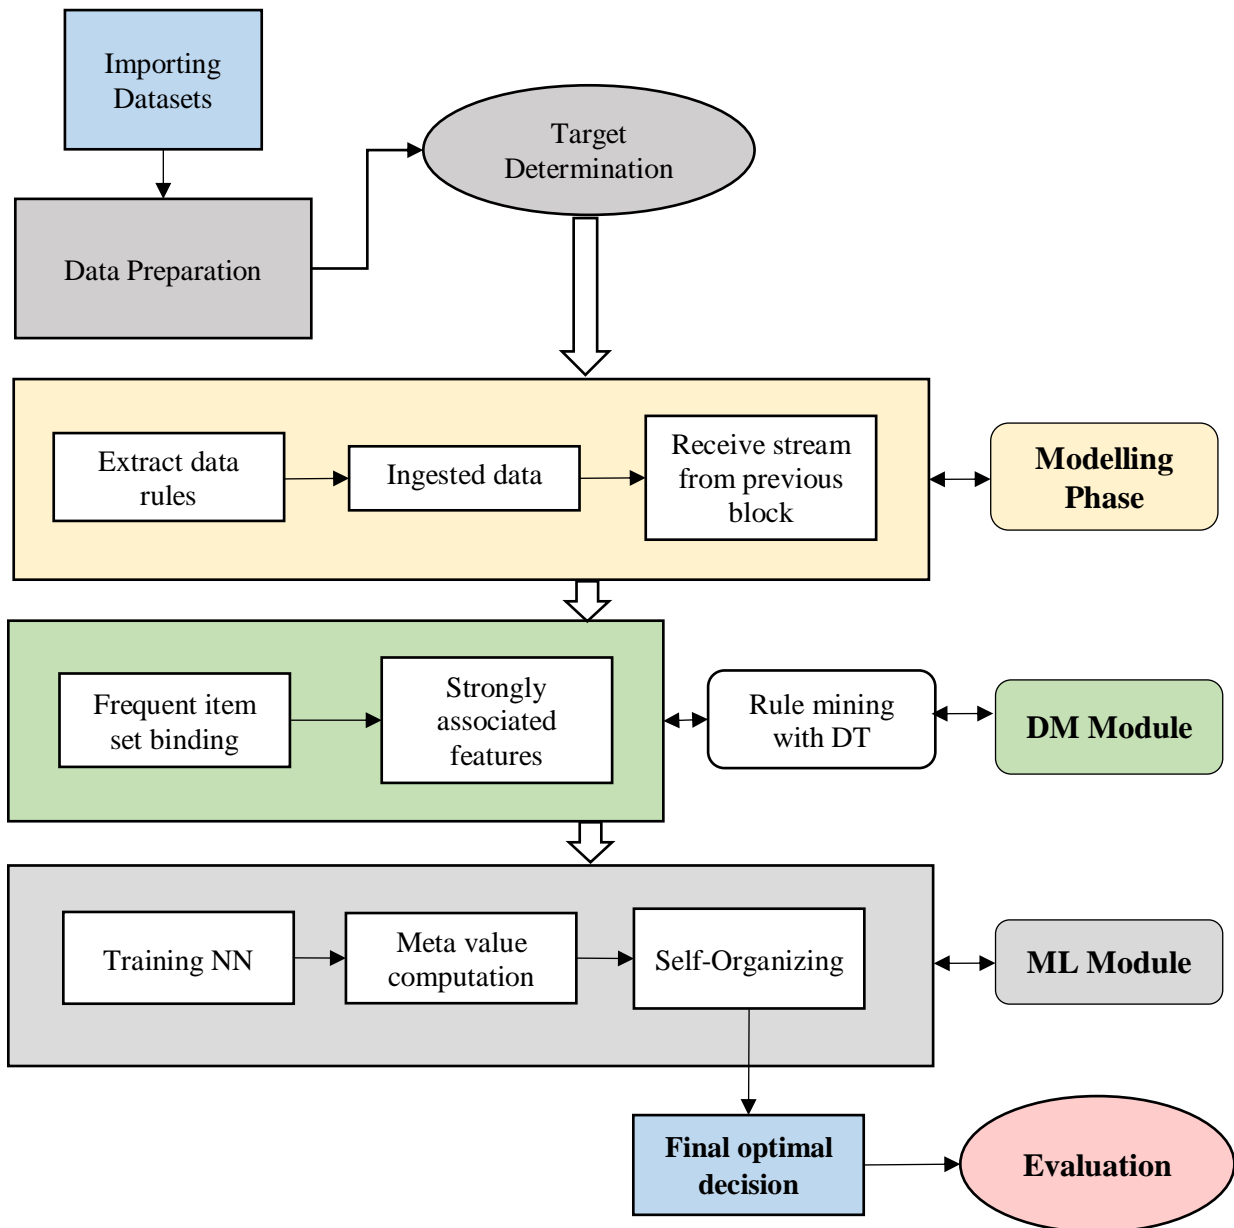 Importing
Datasets
Target
Determination
Data Preparation
Extract data
rules
Ingested data
Receive stream
from previous
block
Modelling
Phase
Frequent item
set binding
Strongly
associated
features
Rule mining
with DT
DM Module
Training NN
Meta value
computation
Self-Organizing
ML Module
Final optimal
decision
Evaluation